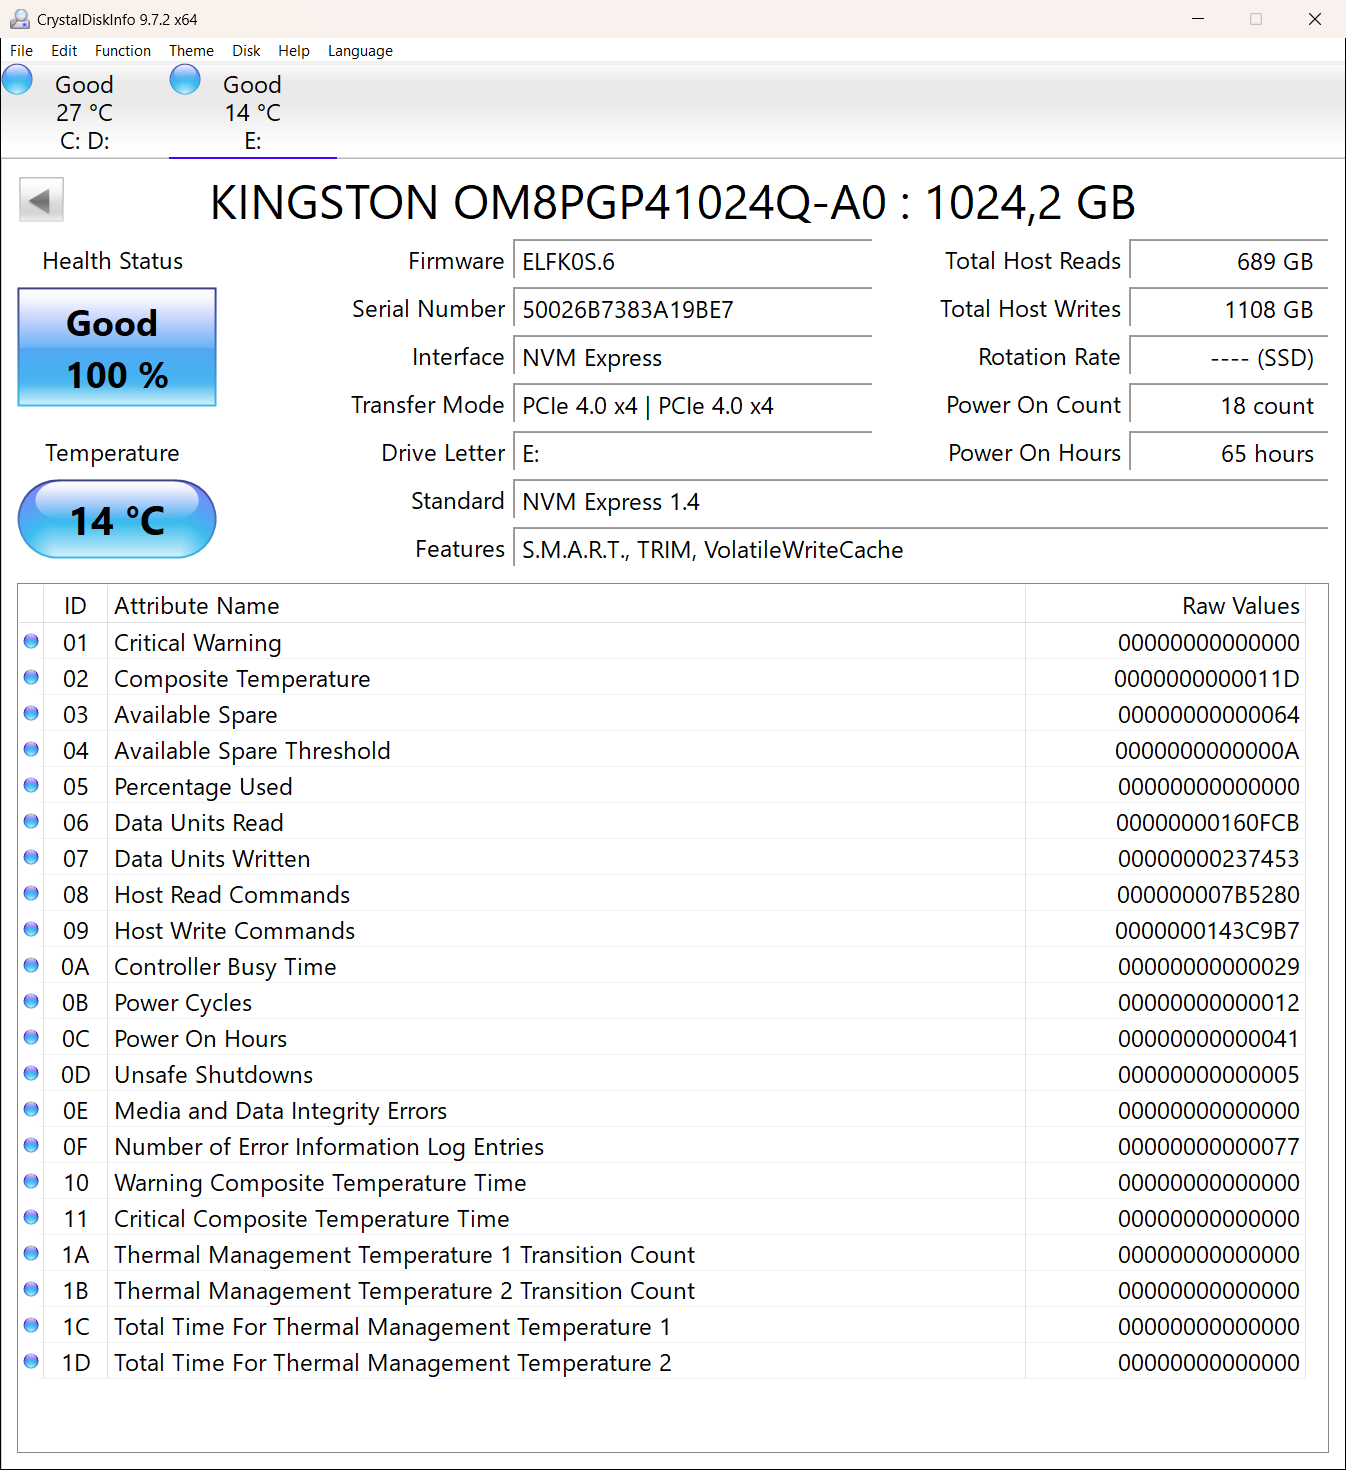 CrystalDiskInfo 9.7.2 x64
File Edit Function Theme Disk Help Language
Good Good
27 °C 14 °C
C: D: E:
KINGSTON OM8PGP41024Q-A0 : 1024,2 GB
Health Status
Good
100 %
Temperature
14 °C
Firmware ELFK0S.6
Serial Number 50026B7383A19BE7
Interface NVM Express
Transfer Mode PCIe 4.0 x4 | PCIe 4.0 x4
Drive Letter E:
Standard NVM Express 1.4
Features S.M.A.R.T., TRIM, VolatileWriteCache
Total Host Reads 689 GB
Total Host Writes 1108 GB
Rotation Rate ---- (SSD)
Power On Count 18 count
Power On Hours 65 hours
ID Attribute Name Raw Values
01 Critical Warning 00000000000000
02 Composite Temperature 0000000000011D
03 Available Spare 00000000000064
04 Available Spare Threshold 0000000000000A
05 Percentage Used 00000000000000
06 Data Units Read 00000000160FCB
07 Data Units Written 00000000237453
08 Host Read Commands 000000007B5280
09 Host Write Commands 0000000143C9B7
0A Controller Busy Time 00000000000029
0B Power Cycles 00000000000012
0C Power On Hours 00000000000041
0D Unsafe Shutdowns 00000000000005
0E Media and Data Integrity Errors 00000000000000
0F Number of Error Information Log Entries 00000000000077
10 Warning Composite Temperature Time 00000000000000
11 Critical Composite Temperature Time 00000000000000
1A Thermal Management Temperature 1 Transition Count 00000000000000
1B Thermal Management Temperature 2 Transition Count 00000000000000
1C Total Time For Thermal Management Temperature 1 00000000000000
1D Total Time For Thermal Management Temperature 2 00000000000000